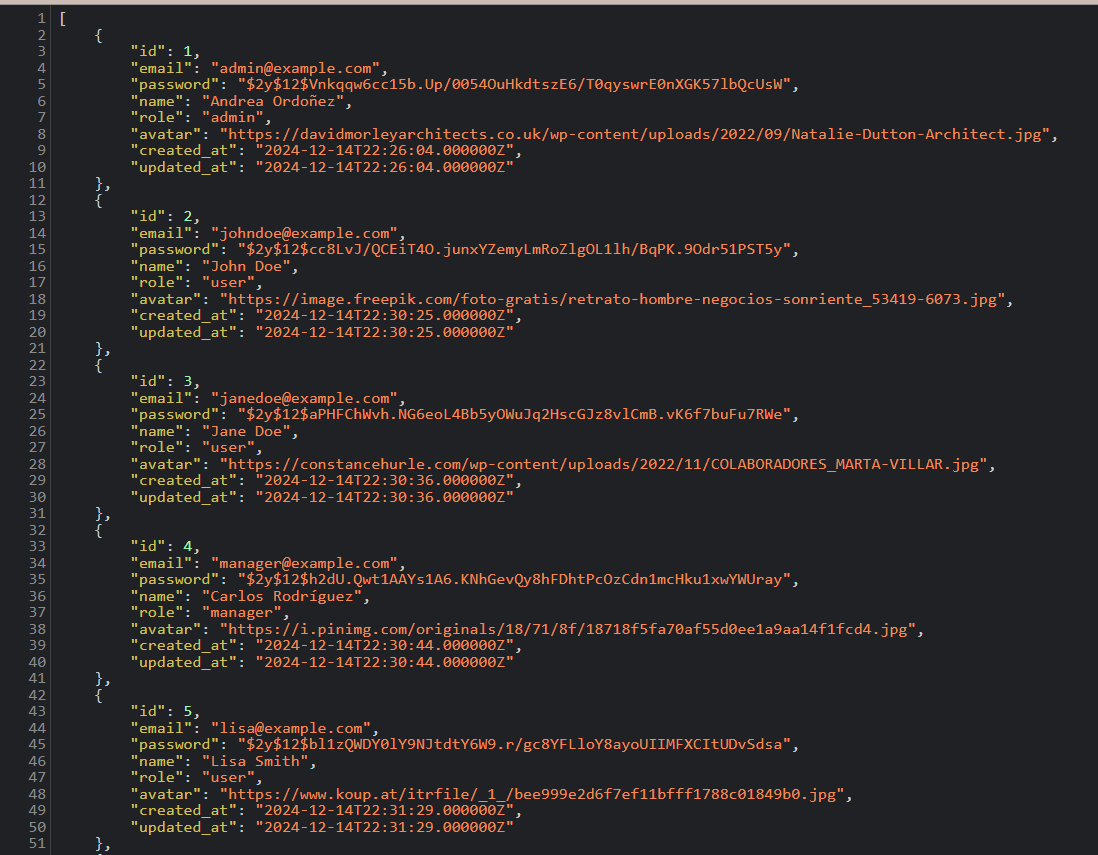 1 [
2 {
3 "id": 1,
4 "email": "admin@example.com",
5 "password": "$2y$12$Vnkqqw6cc15b.Up/0054OuHkdtszE6/T0qyswrE0nXGK57lbQcUsW",
6 "name": "Andrea Ordoñez",
7 "role": "admin",
8 "avatar": "https://davidmorleyarchitects.co.uk/wp-content/uploads/2022/09/Natalie-Dutton-Architect.jpg",
9 "created_at": "2024-12-14T22:26:04.000000Z",
10 "updated_at": "2024-12-14T22:26:04.000000Z"
11 },
12 {
13 "id": 2,
14 "email": "johndoe@example.com",
15 "password": "$2y$12$cc8LvJ/QCEiT4O.junxYZemyLmRoZlgOL1lh/BqPK.9Odr51PST5y",
16 "name": "John Doe",
17 "role": "user",
18 "avatar": "https://image.freepik.com/foto-gratis/retrato-hombre-negocios-sonriente_53419-6073.jpg",
19 "created_at": "2024-12-14T22:30:25.000000Z",
20 "updated_at": "2024-12-14T22:30:25.000000Z"
21 },
22 {
23 "id": 3,
24 "email": "janedoe@example.com",
25 "password": "$2y$12$aPHFChWvh.NG6eoL4Bb5yOWuJq2HscGJz8vlCmB.vK6f7buFu7RWe",
26 "name": "Jane Doe",
27 "role": "user",
28 "avatar": "https://constancehurle.com/wp-content/uploads/2022/11/COLABORADORES_MARTA-VILLAR.jpg",
29 "created_at": "2024-12-14T22:30:36.000000Z",
30 "updated_at": "2024-12-14T22:30:36.000000Z"
31 },
32 {
33 "id": 4,
34 "email": "manager@example.com",
35 "password": "$2y$12$h2dU.Qwt1AAYs1A6.KNhGevQy8hFDhtPcOzCdn1mcHku1xwYWUray",
36 "name": "Carlos Rodríguez",
37 "role": "manager",
38 "avatar": "https://i.pinimg.com/originals/18/71/8f/18718f5fa70af55d0ee1a9aa14f1fcd4.jpg",
39 "created_at": "2024-12-14T22:30:44.000000Z",
40 "updated_at": "2024-12-14T22:30:44.000000Z"
41 },
42 {
43 "id": 5,
44 "email": "lisa@example.com",
45 "password": "$2y$12$bl1zQWDY0lY9NJtdtY6W9.r/gc8YFLloY8ayoUIIMFXCItUDvSdsa",
46 "name": "Lisa Smith",
47 "role": "user",
48 "avatar": "https://www.koup.at/itrfile/_1_/bee999e2d6f7ef11bfff1788c01849b0.jpg",
49 "created_at": "2024-12-14T22:31:29.000000Z",
50 "updated_at": "2024-12-14T22:31:29.000000Z"
51 },